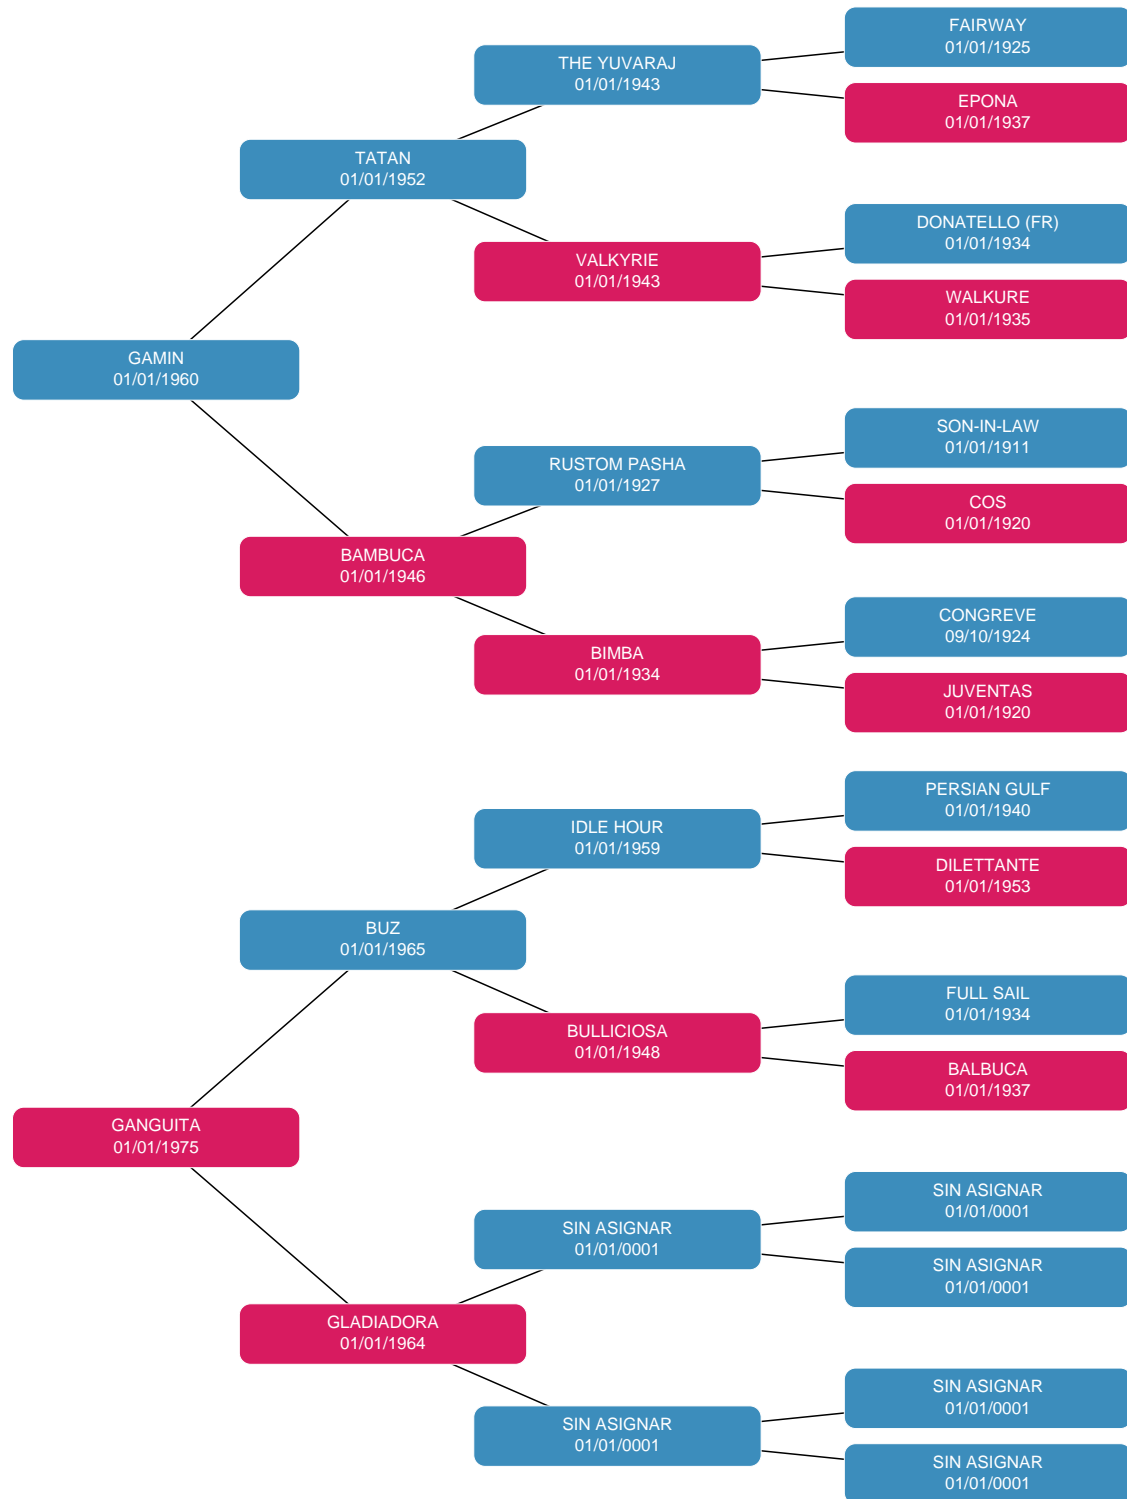 FAIRWAY
01/01/1925
THE YUVARAJ
01/01/1943
EPONA
01/01/1937
TATAN
01/01/1952
DONATELLO (FR)
01/01/1934
VALKYRIE
01/01/1943
WALKURE
01/01/1935
GAMIN
01/01/1960
SON-IN-LAW
01/01/1911
RUSTOM PASHA
01/01/1927
COS
01/01/1920
BAMBUCA
01/01/1946
CONGREVE
09/10/1924
BIMBA
01/01/1934
JUVENTAS
01/01/1920
PERSIAN GULF
01/01/1940
IDLE HOUR
01/01/1959
DILETTANTE
01/01/1953
BUZ
01/01/1965
FULL SAIL
01/01/1934
BULLICIOSA
01/01/1948
BALBUCA
01/01/1937
GANGUITA
01/01/1975
SIN ASIGNAR
01/01/0001
SIN ASIGNAR
01/01/0001
SIN ASIGNAR
01/01/0001
GLADIADORA
01/01/1964
SIN ASIGNAR
01/01/0001
SIN ASIGNAR
01/01/0001
SIN ASIGNAR
01/01/0001